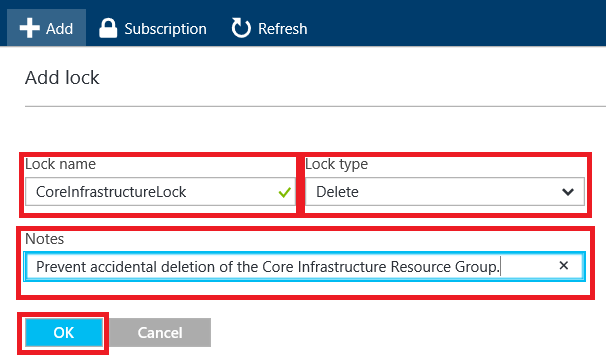 Add Subscription Refresh
Add lock
Lock name Lock type
CoreInfrastructureLock Delete
Notes
Prevent accidental deletion of the Core Infrastructure Resource Group.
OK Cancel